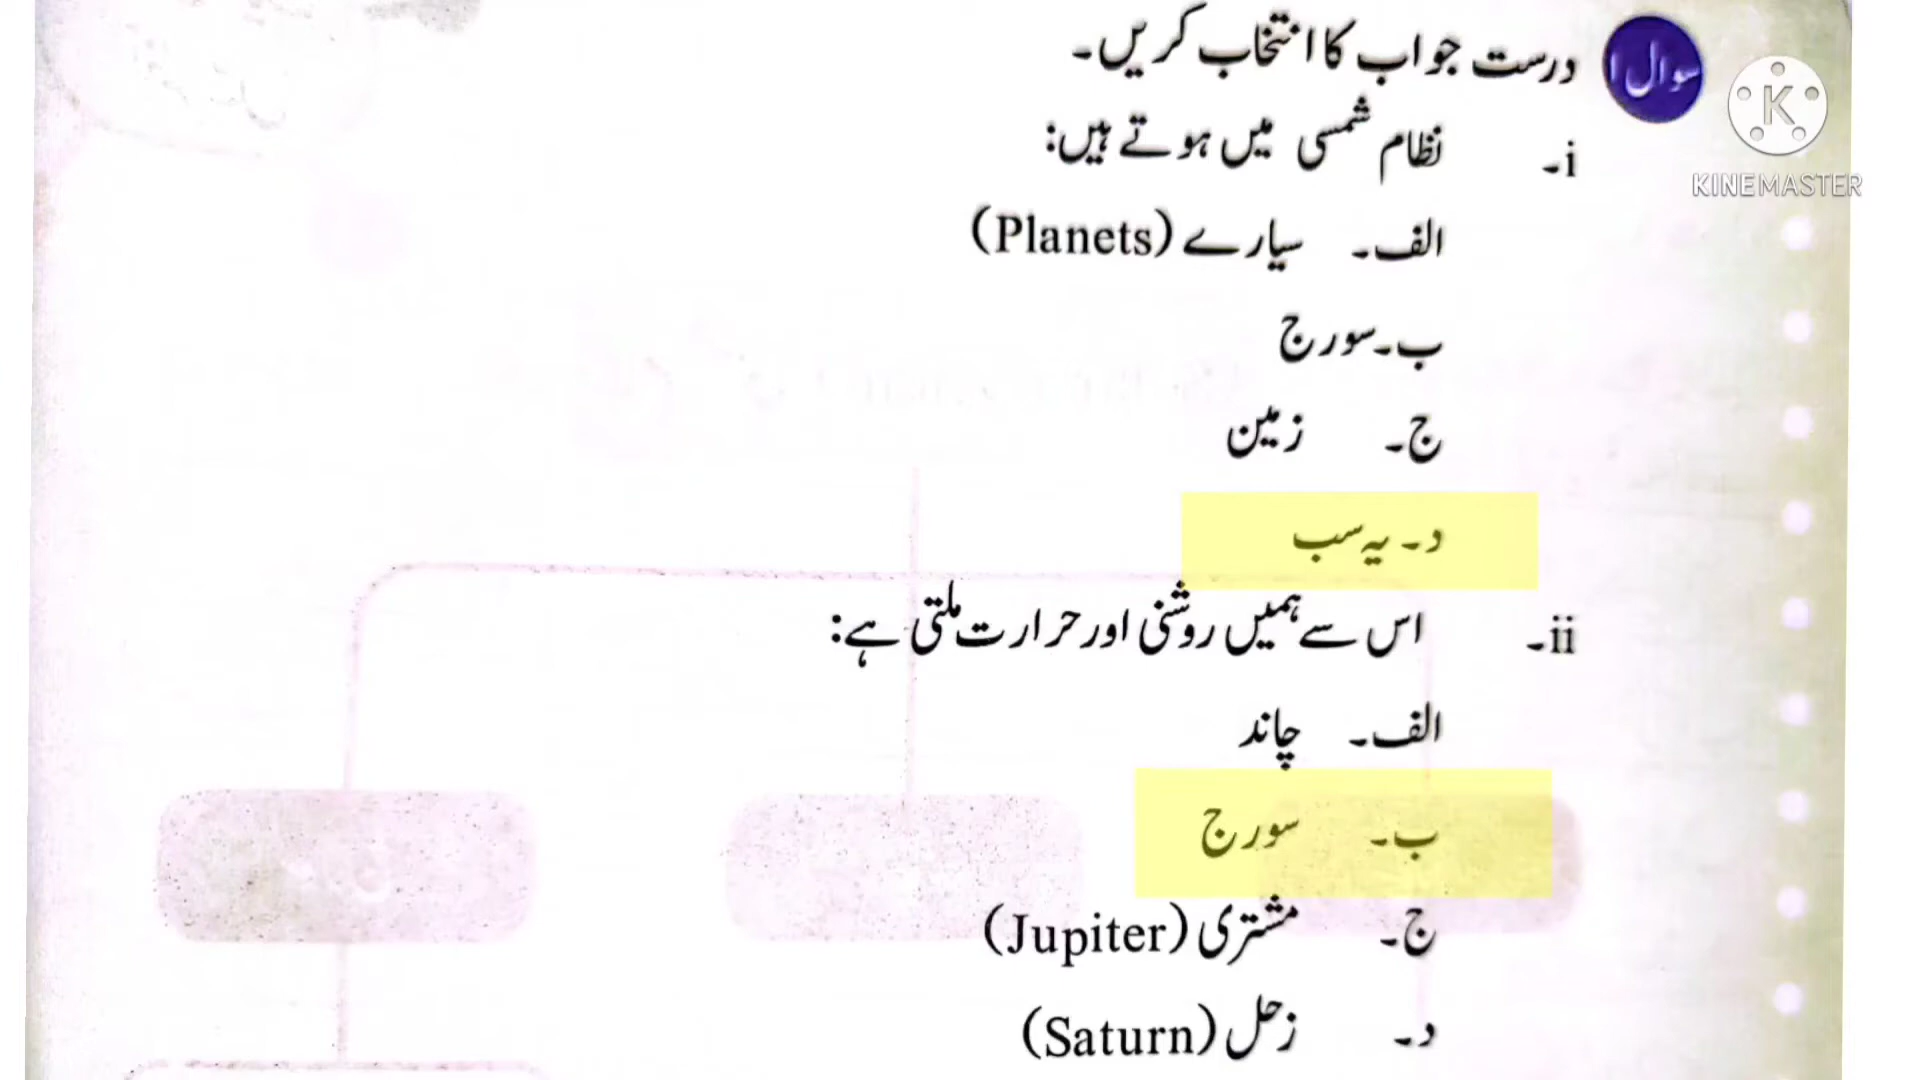 سوال ا
درست جواب کا انتخاب کریں۔
i۔ نظام شمسی میں ہوتے ہیں:
الف۔ سیارے (Planets)
ب۔ سورج
ج۔ زمین
د۔ یہ سب
ii۔ اس سے ہمیں روشنی اور حرارت ملتی ہے:
الف۔ چاند
ب۔ سورج
ج۔ مشتری (Jupiter)
د۔ زحل (Saturn)
K
KINEMASTER